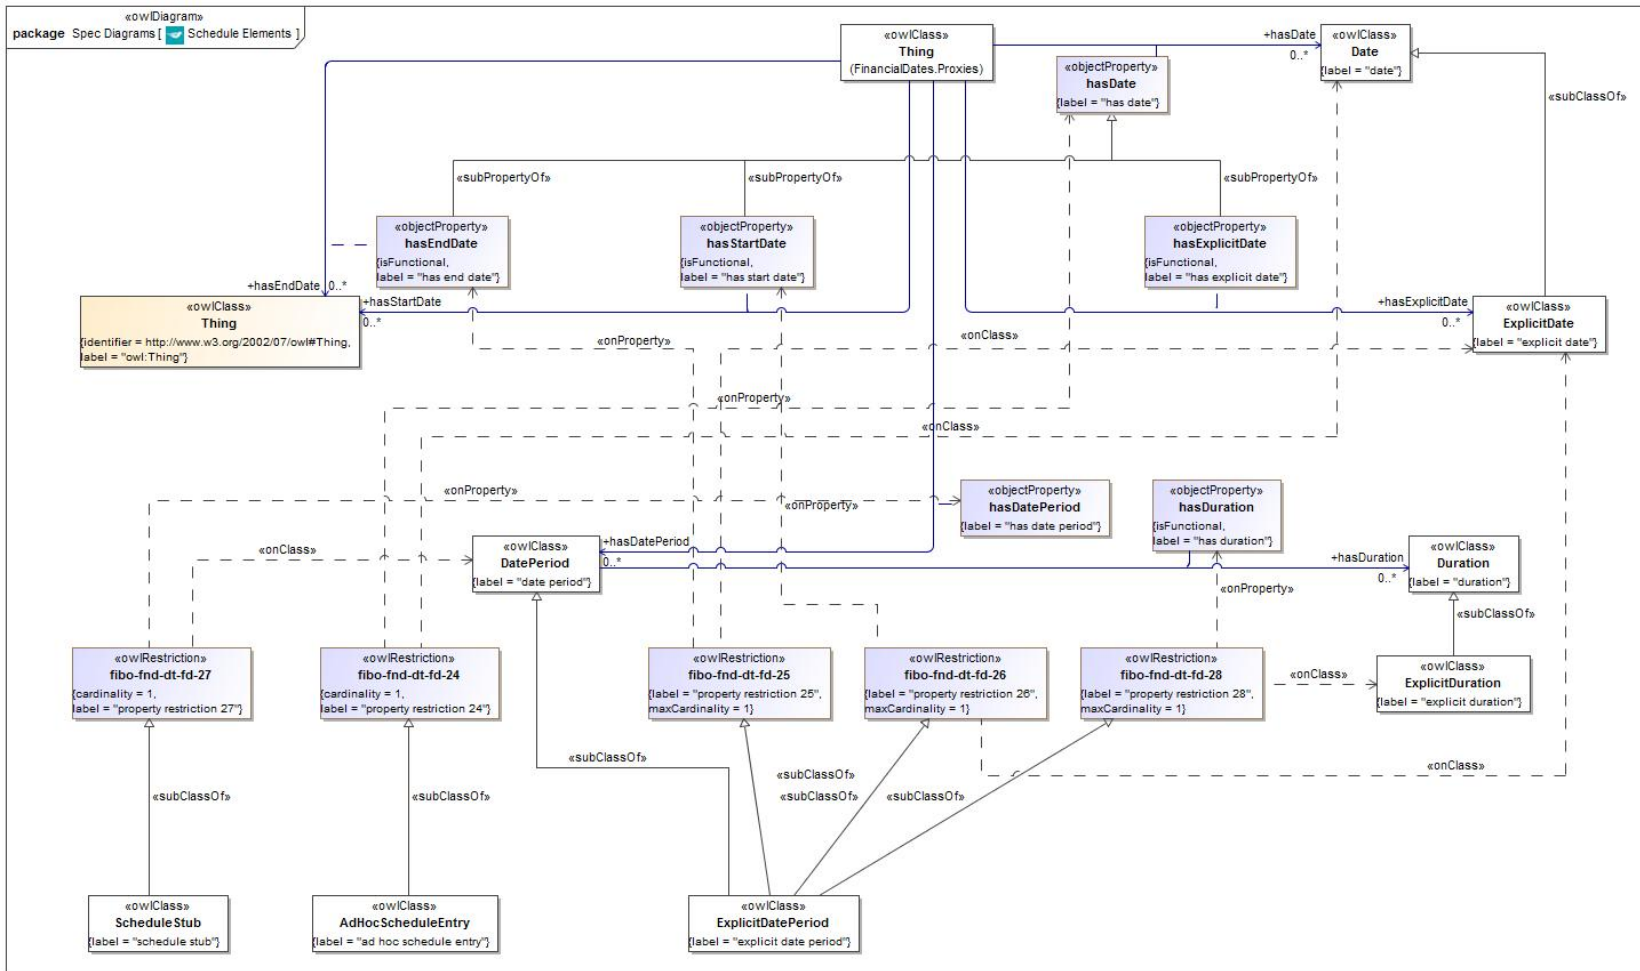 «owlDiagram»
package Spec Diagrams [ Schedule Elements ]
«owlClass»
Thing
(FinancialDates.Proxies)
+hasDate
0..*
«owlClass»
Date
{label = "date"}
«objectProperty»
hasDate
{label = "has date"}
«subClassOf»
«subPropertyOf»
«subPropertyOf»
«subPropertyOf»
«objectProperty»
hasEndDate
{isFunctional,
label = "has end date"}
«objectProperty»
hasStartDate
{isFunctional,
label = "has start date"}
«objectProperty»
hasExplicitDate
{isFunctional,
label = "has explicit date"}
+hasEndDate
0..*
+hasStartDate
0..*
+hasExplicitDate
0..*
«owlClass»
Thing
{identifier = http://www.w3.org/2002/07/owl#Thing,
label = "owl:Thing"}
«owlClass»
ExplicitDate
{label = "explicit date"}
«onProperty»
«onClass»
«onProperty»
«onClass»
«onProperty»
«onProperty»
«objectProperty»
hasDatePeriod
{label = "has date period"}
«objectProperty»
hasDuration
{isFunctional,
label = "has duration"}
«onClass»
«owlClass»
DatePeriod
{label = "date period"}
+hasDatePeriod
0..*
+hasDuration
0..*
«owlClass»
Duration
{label = "duration"}
«onProperty»
«subClassOf»
«owlRestriction»
fibo-fnd-dt-fd-27
{cardinality = 1,
label = "property restriction 27"}
«owlRestriction»
fibo-fnd-dt-fd-24
{cardinality = 1,
label = "property restriction 24"}
«owlRestriction»
fibo-fnd-dt-fd-25
{label = "property restriction 25",
maxCardinality = 1}
«owlRestriction»
fibo-fnd-dt-fd-26
{label = "property restriction 26",
maxCardinality = 1}
«owlRestriction»
fibo-fnd-dt-fd-28
{label = "property restriction 28",
maxCardinality = 1}
«onClass»
«owlClass»
ExplicitDuration
{label = "explicit duration"}
«subClassOf»
«subClassOf»
«onClass»
«subClassOf»
«subClassOf»
«subClassOf»
«subClassOf»
«owlClass»
ScheduleStub
{label = "schedule stub"}
«owlClass»
AdHocScheduleEntry
{label = "ad hoc schedule entry"}
«owlClass»
ExplicitDatePeriod
{label = "explicit date period"}